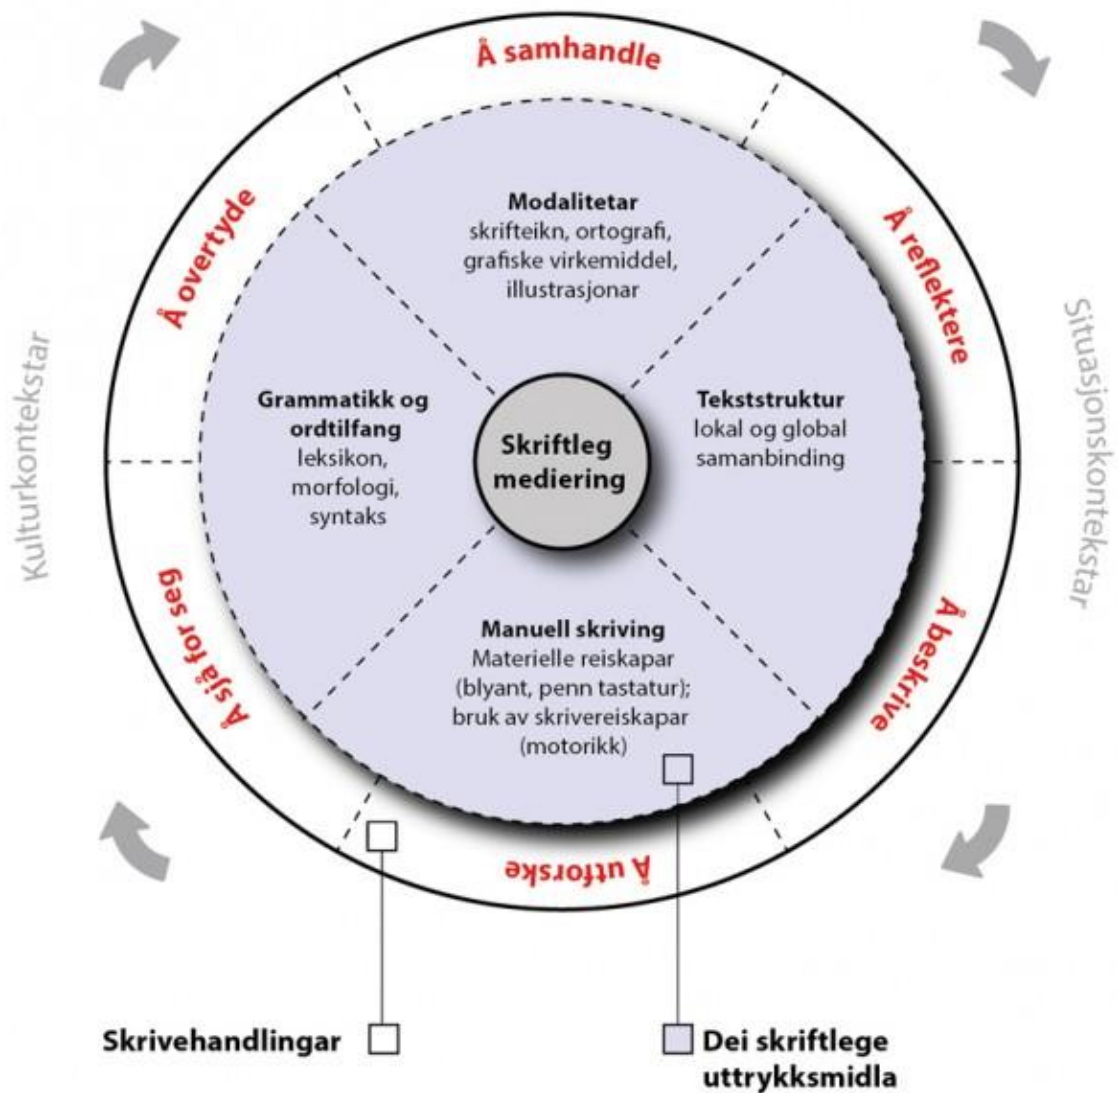 Å samhandle
Å overtyde
Å reflektere
Modalitetar
skrifteikn, ortografi,
grafiske virkemiddel,
illustrasjonar
Kulturkontekstar
Situasjonskontekstar
Grammatikk og
ordtilfang
leksikon,
morfologi,
syntaks
Skriftleg
mediering
Tekststruktur
lokal og global
samanbinding
Å sjå for seg
Å beskrive
Manuell skriving
Materielle reiskapar
(blyant, penn tastatur);
bruk av skrivereiskapar
(motorikk)
Å utforske
Skrivehandlingar
Dei skriftlege
uttrykksmidla